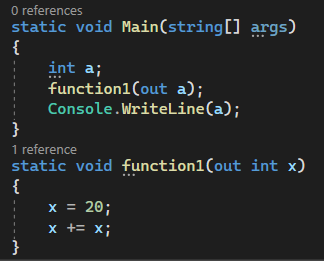 0 references
static void Main(string[] args)
{
int a;
function1(out a);
Console.WriteLine(a);
}
1 reference
static void function1(out int x)
{
x = 20;
x += x;
}